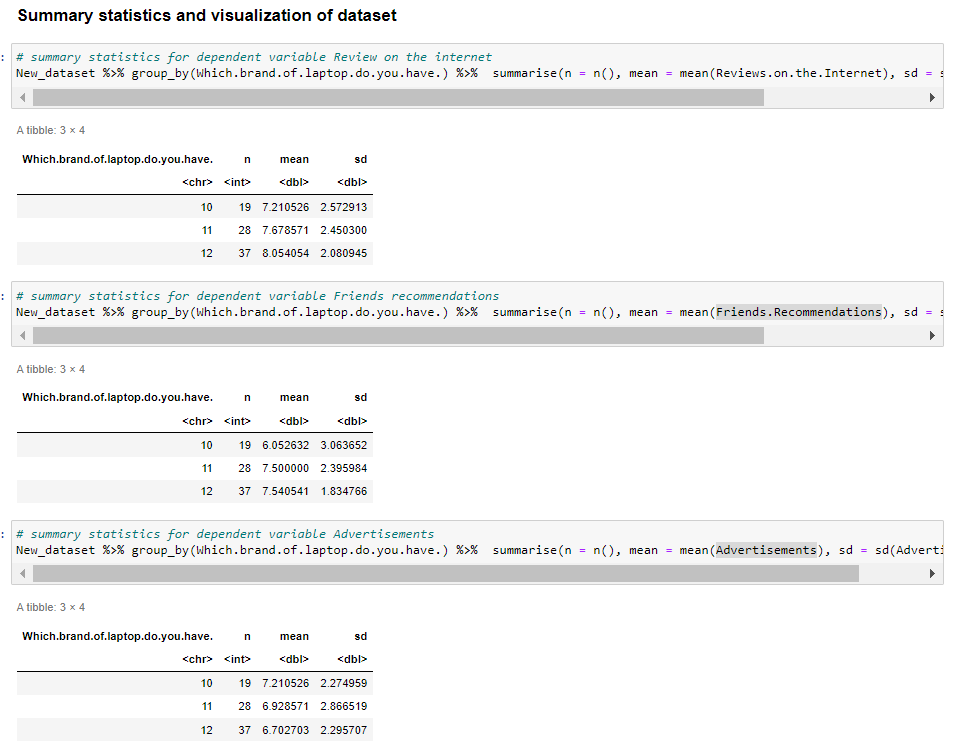 Summary statistics and visualization of dataset
: # summary statistics for dependent variable Review on the internet
New_dataset %>% group_by(Which.brand.of.laptop.do.you.have.) %>%  summarise(n = n(), mean = mean(Reviews.on.the.Internet), sd =
A tibble: 3 × 4
Which.brand.of.laptop.do.you.have. n mean sd
<chr> <int> <dbl> <dbl>
10 19 7.210526 2.572913
11 28 7.678571 2.450300
12 37 8.054054 2.080945
: # summary statistics for dependent variable Friends recommendations
New_dataset %>% group_by(Which.brand.of.laptop.do.you.have.) %>%  summarise(n = n(), mean = mean(Friends.Recommendations), sd =
A tibble: 3 × 4
Which.brand.of.laptop.do.you.have. n mean sd
<chr> <int> <dbl> <dbl>
10 19 6.052632 3.063652
11 28 7.500000 2.395984
12 37 7.540541 1.834766
: # summary statistics for dependent variable Advertisements
New_dataset %>% group_by(Which.brand.of.laptop.do.you.have.) %>%  summarise(n = n(), mean = mean(Advertisements), sd = sd(Adverti
A tibble: 3 × 4
Which.brand.of.laptop.do.you.have. n mean sd
<chr> <int> <dbl> <dbl>
10 19 7.210526 2.274959
11 28 6.928571 2.866519
12 37 6.702703 2.295707